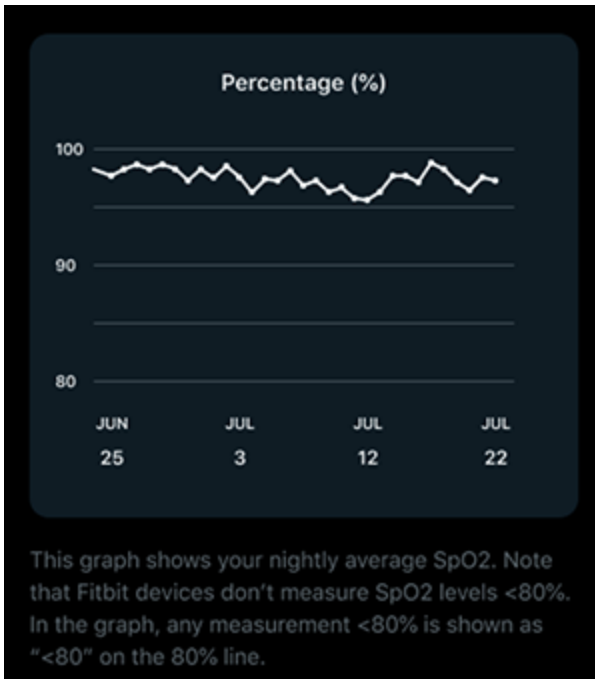 Percentage (%)
100
90
80
JUN JUL JUL JUL
25 3 12 22
This graph shows your nightly average SpO2. Note
that Fitbit devices don't measure SpO2 levels <80%.
In the graph, any measurement <80% is shown as
"<80" on the 80% line.